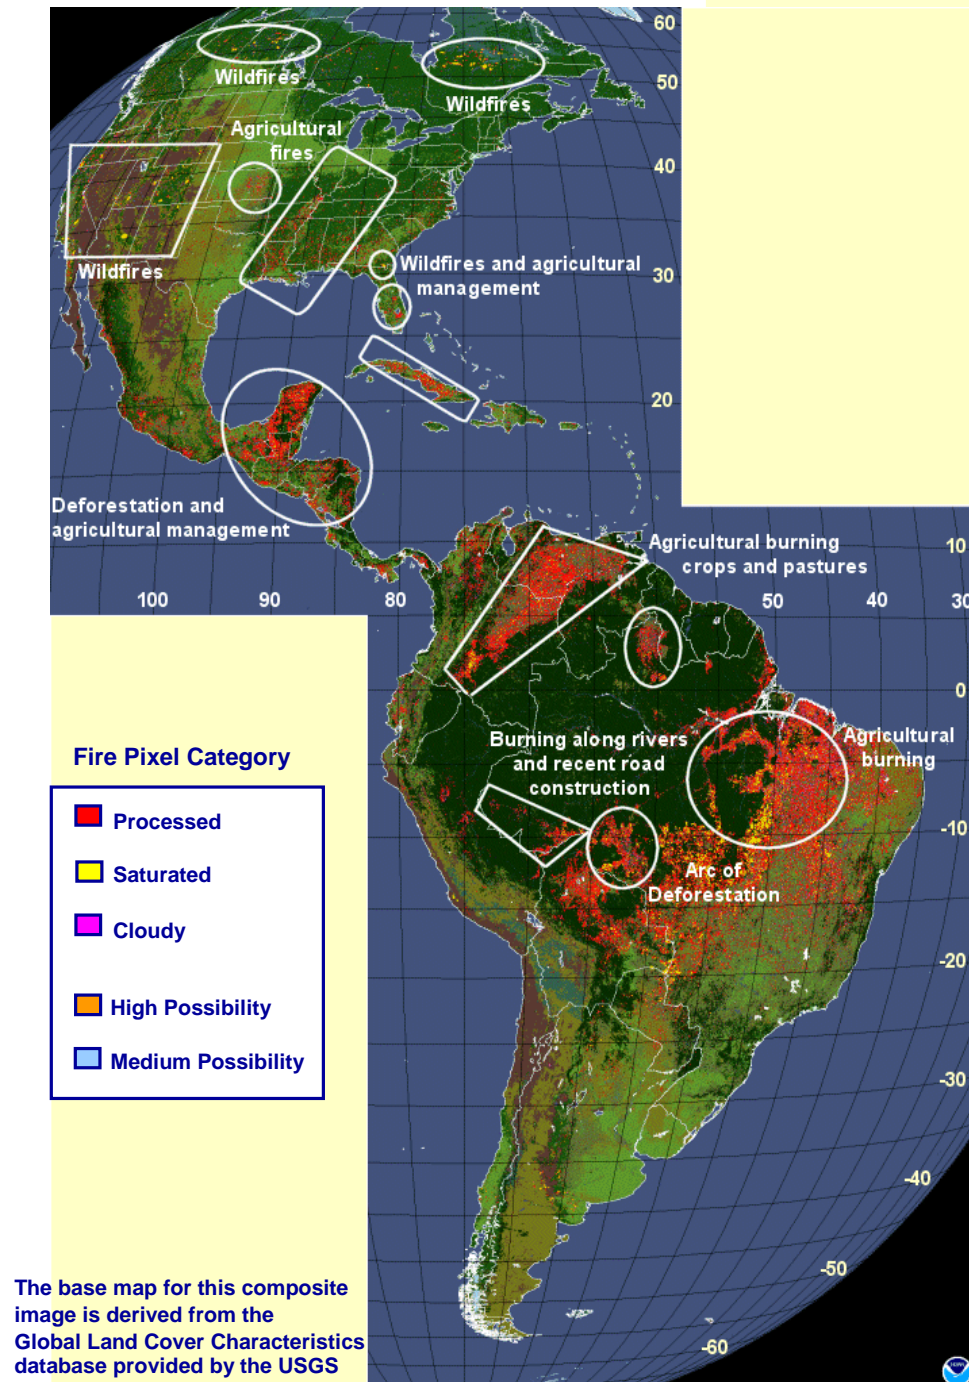 60
Wildfires
50
Wildfires
Agricultural
fires
40
Wildfires and agricultural
management
Wildfires
30
20
Deforestation and
agricultural management
Agricultural burning
crops and pastures
10
100
90
80
50
40
30
0
Burning along rivers
and recent road
construction
Agricultural
burning
Fire Pixel Category
Processed
Saturated
Cloudy
High Possibility
Medium Possibility
-10
Arc of
Deforestation
-20
-30
-40
-50
-60
The base map for this composite
image is derived from the
Global Land Cover Characteristics
database provided by the USGS
NOAA